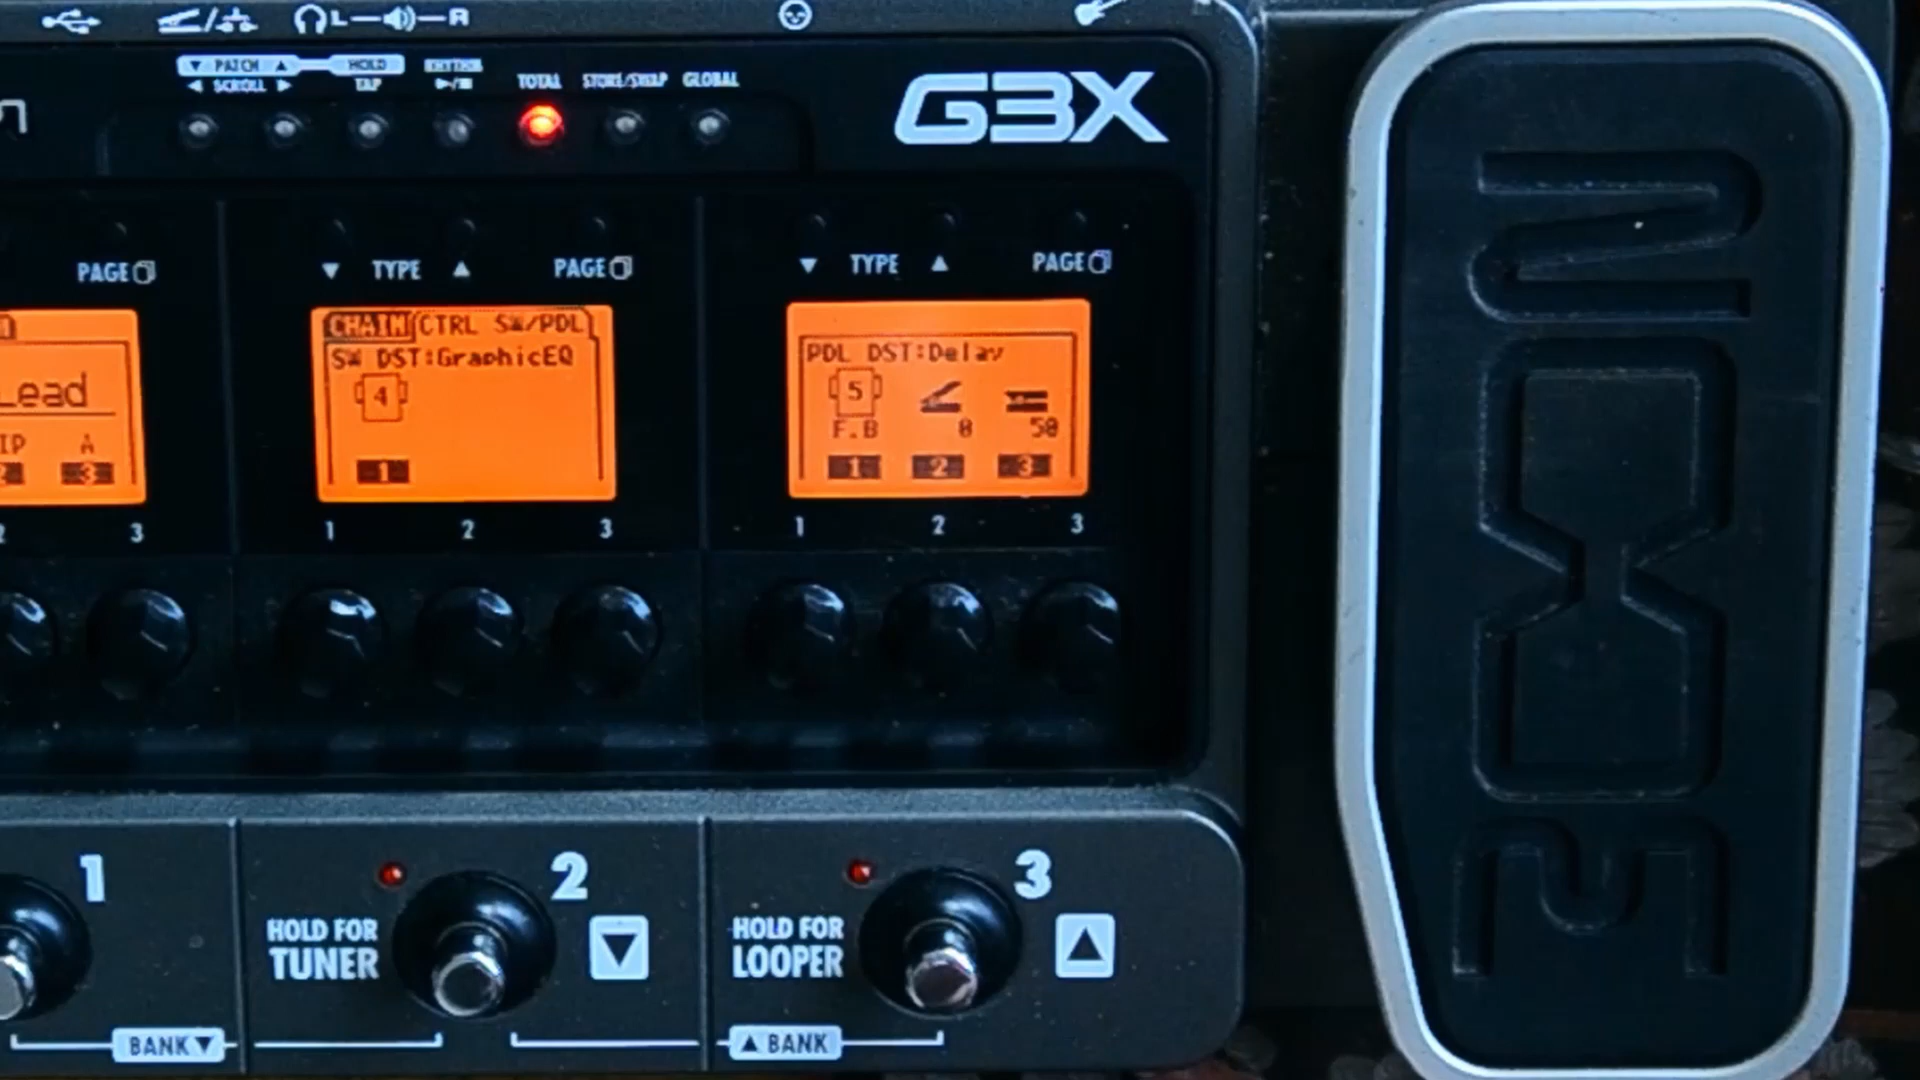 L R
PATCH HOLD RHYTHM
SCROLL TAP TOTAL STORE/SWAP GLOBAL
G3X
PAGE TYPE PAGE TYPE PAGE
CHAIN CTRL SW/PDL
SW DST:GraphicEQ
4
1
PDL DST:Delay
5
F.B 0 50
1 2 3
Lead
A
3
3 1 2 3 1 2 3
ZOOM
1 2 3
HOLD FOR
TUNER
HOLD FOR
LOOPER
BANK BANK